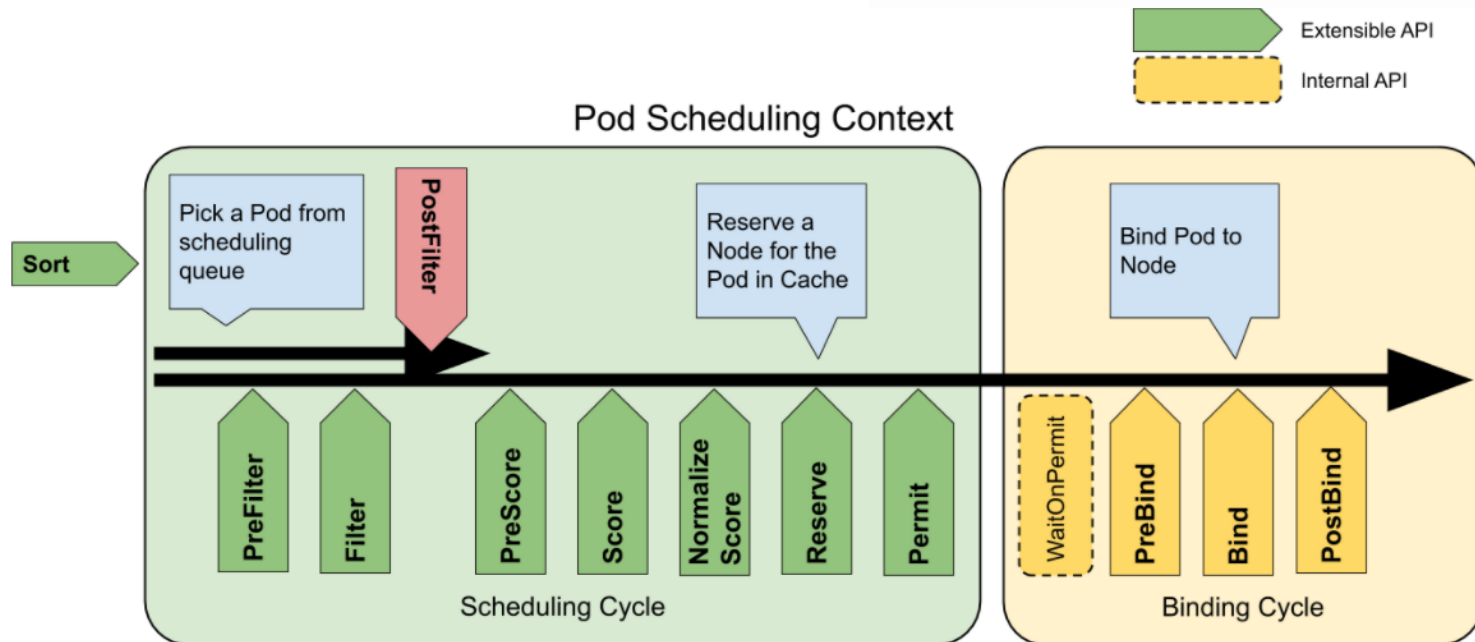 Extensible API
Internal API
Pod Scheduling Context
Sort
Pick a Pod from
scheduling
queue
PostFilter
Reserve a
Node for the
Pod in Cache
Bind Pod to
Node
PreFilter
Filter
PreScore
Score
Normalize
Score
Reserve
Permit
WaitOnPermit
PreBind
Bind
PostBind
Scheduling Cycle
Binding Cycle